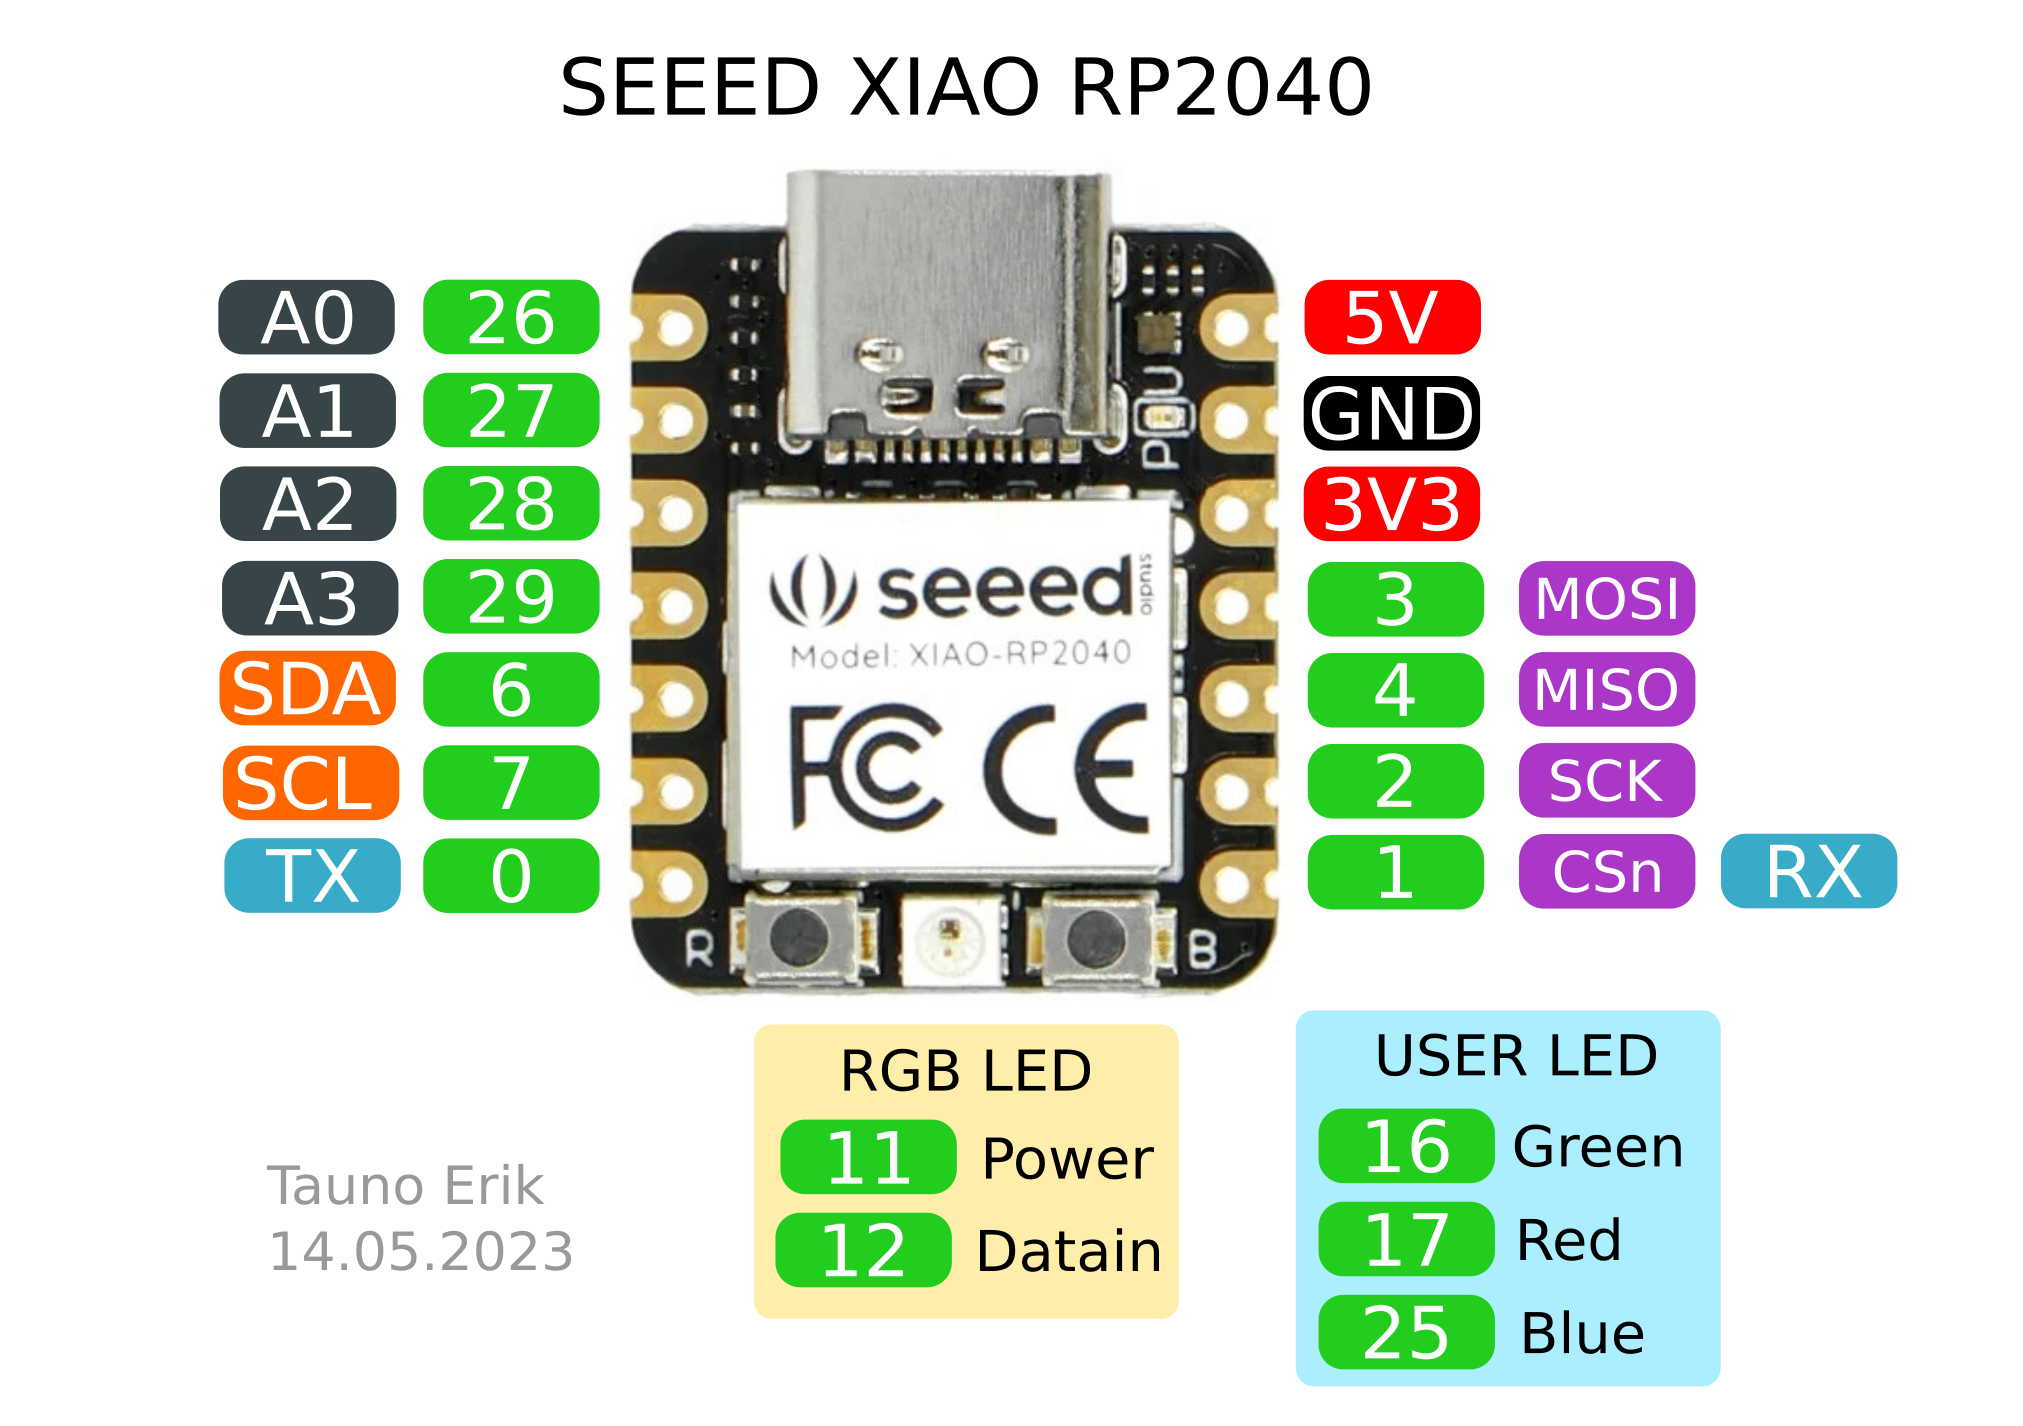 SEEED XIAO RP2040
A0 26 5V
A1 27 GND
A2 28 3V3
A3 29 3 MOSI
SDA 6 4 MISO
SCL 7 2 SCK
TX 0 1 CSn RX
PWR
U
seeed studio
Model: XIAO-RP2040
FC CE
R B
RGB LED
11 Power
12 Datain
USER LED
16 Green
17 Red
25 Blue
Tauno Erik
14.05.2023